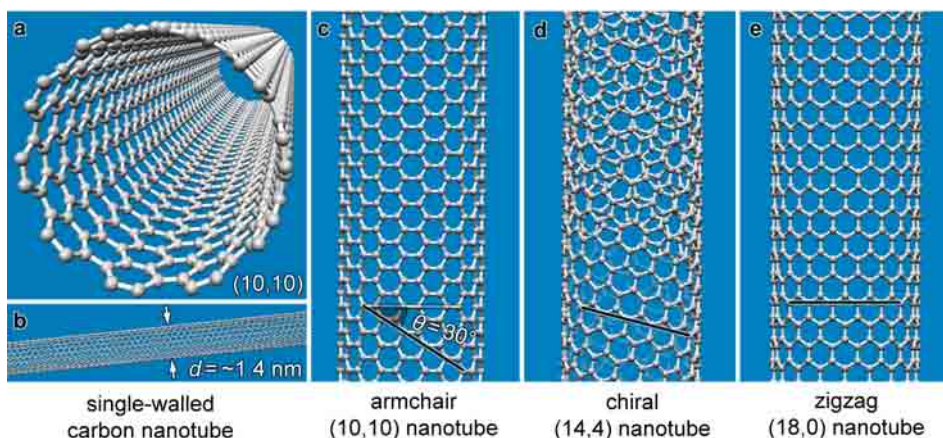 a
(10,10)
b
d = ~1.4 nm
c
θ = 30°
d
e
single-walled
carbon nanotube
armchair
(10,10) nanotube
chiral
(14,4) nanotube
zigzag
(18,0) nanotube